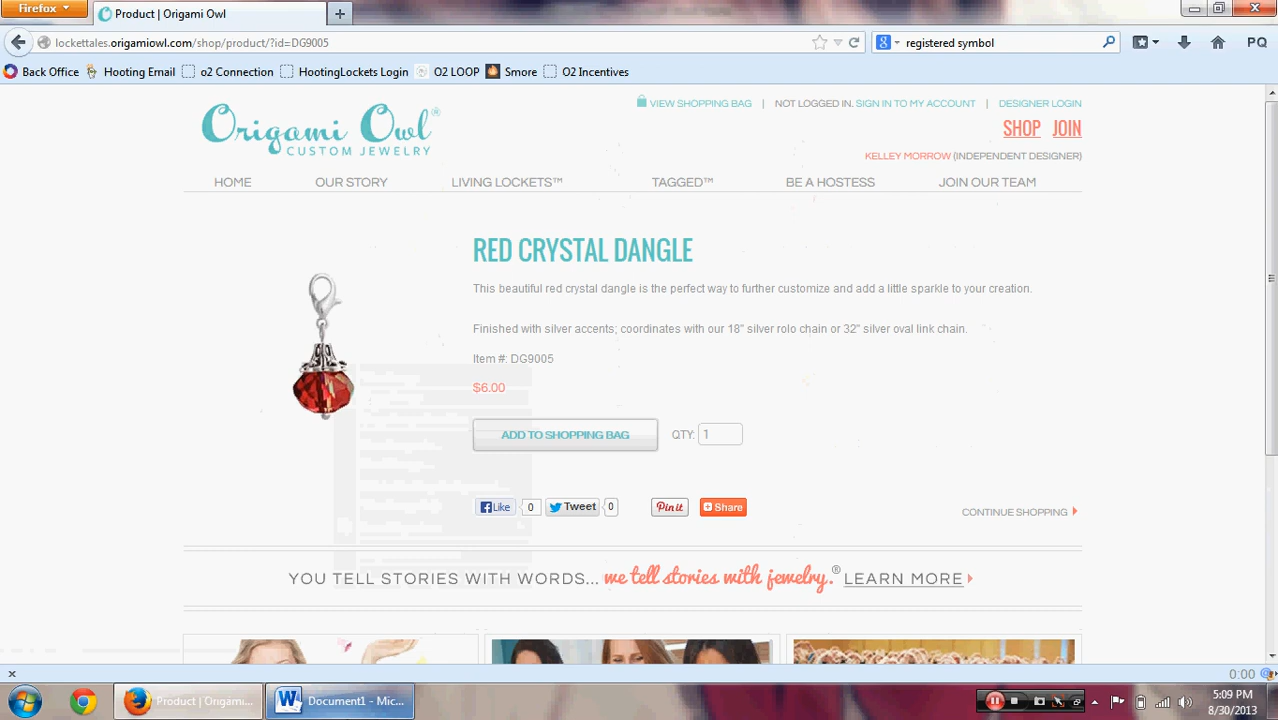 Firefox
Product | Origami Owl
lockettales.origamiowl.com/shop/product/?id=DG9005
registered symbol
PQ
Back Office
Hooting Email
o2 Connection
HootingLockets Login
O2 LOOP
Smore
O2 Incentives
VIEW SHOPPING BAG | NOT LOGGED IN. SIGN IN TO MY ACCOUNT | DESIGNER LOGIN
Origami Owl®
CUSTOM JEWELRY
SHOP JOIN
KELLEY MORROW (INDEPENDENT DESIGNER)
HOME OUR STORY LIVING LOCKETS™ TAGGED™ BE A HOSTESS JOIN OUR TEAM
RED CRYSTAL DANGLE
This beautiful red crystal dangle is the perfect way to further customize and add a little sparkle to your creation.
Finished with silver accents; coordinates with our 18" silver rolo chain or 32" silver oval link chain.
Item #: DG9005
$6.00
ADD TO SHOPPING BAG QTY: 1
Like 0 Tweet 0 Pin it Share
CONTINUE SHOPPING
YOU TELL STORIES WITH WORDS... we tell stories with jewelry.® LEARN MORE
0:00
Product | Origami...
Document1 - Mic...
5:09 PM
8/30/2013